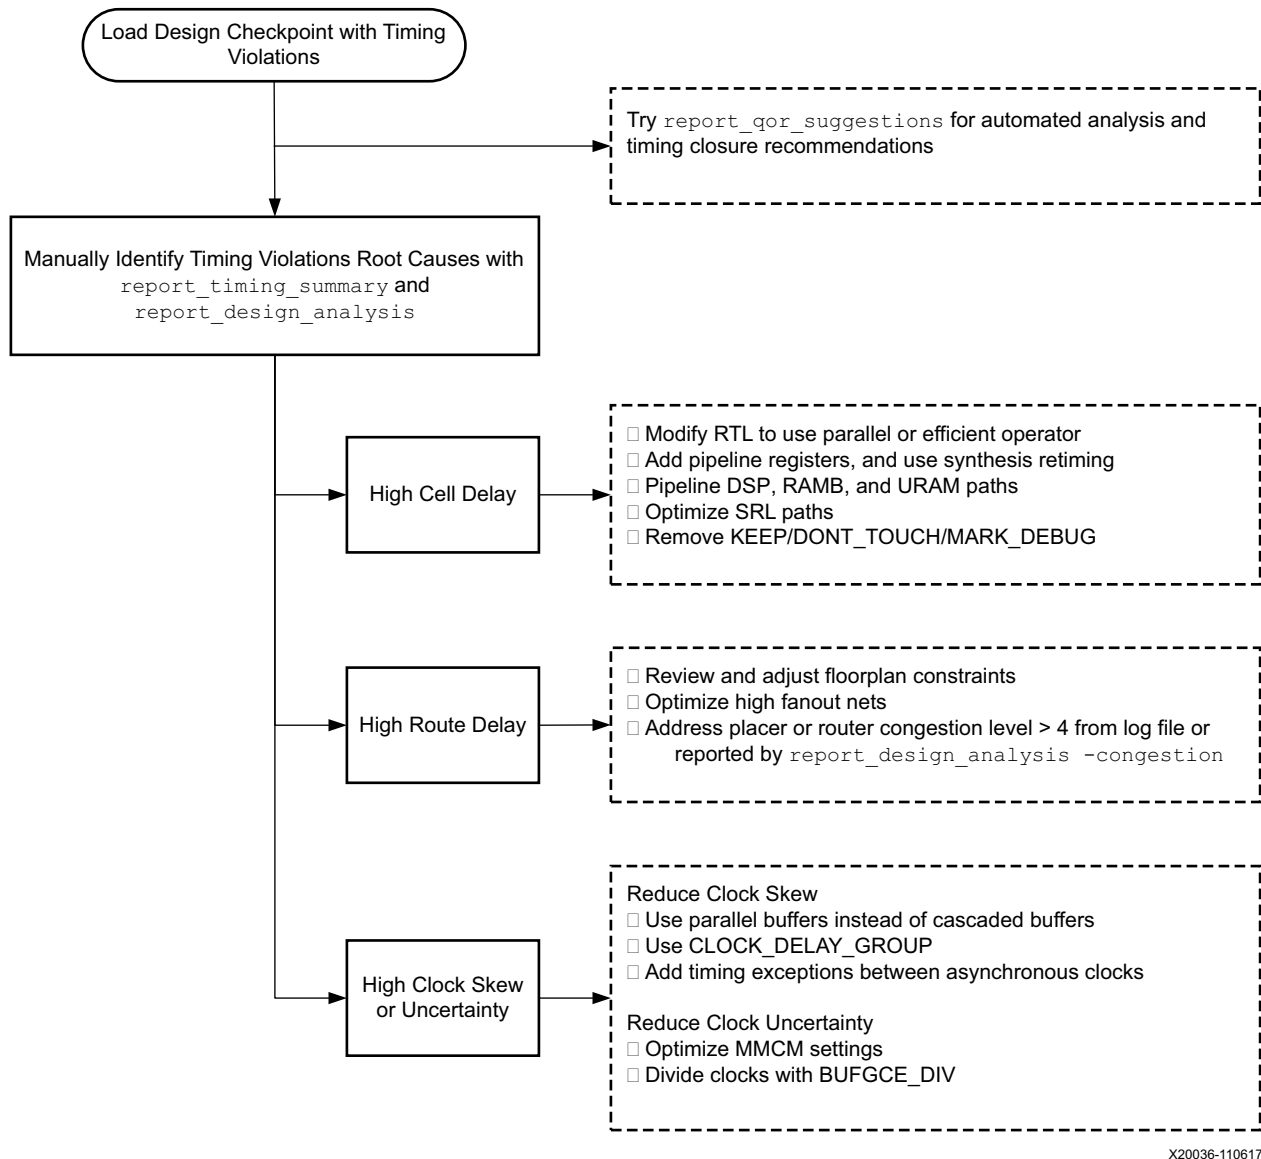 Load Design Checkpoint with Timing
Violations
Try report_qor_suggestions for automated analysis and
timing closure recommendations
Manually Identify Timing Violations Root Causes with
report_timing_summary and
report_design_analysis
High Cell Delay
□ Modify RTL to use parallel or efficient operator
□ Add pipeline registers, and use synthesis retiming
□ Pipeline DSP, RAMB, and URAM paths
□ Optimize SRL paths
□ Remove KEEP/DONT_TOUCH/MARK_DEBUG
High Route Delay
□ Review and adjust floorplan constraints
□ Optimize high fanout nets
□ Address placer or router congestion level > 4 from log file or
reported by report_design_analysis -congestion
High Clock Skew
or Uncertainty
Reduce Clock Skew
□ Use parallel buffers instead of cascaded buffers
□ Use CLOCK_DELAY_GROUP
□ Add timing exceptions between asynchronous clocks
Reduce Clock Uncertainty
□ Optimize MMCM settings
□ Divide clocks with BUFGCE_DIV
X20036-110617